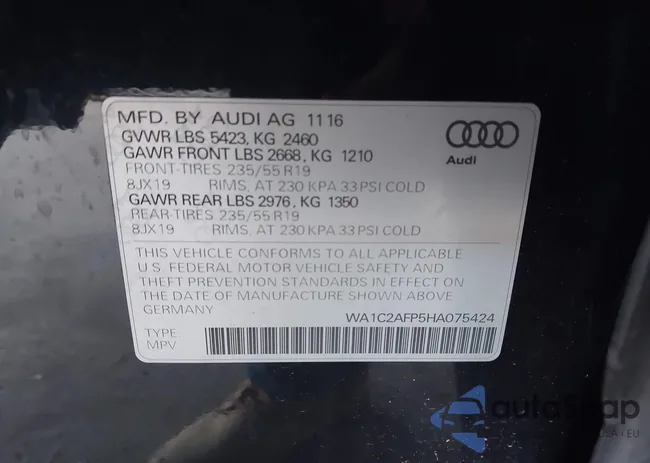 MFD. BY AUDI AG 11 16
GVWR LBS 5423, KG 2460
GAWR FRONT LBS 2668, KG 1210
FRONT-TIRES 235/55 R19
8JX19 RIMS, AT 230 KPA 33 PSI COLD
GAWR REAR LBS 2976, KG 1350
REAR-TIRES 235/55 R19
8JX19 RIMS, AT 230 KPA 33 PSI COLD
Audi
THIS VEHICLE CONFORMS TO ALL APPLICABLE
U.S. FEDERAL MOTOR VEHICLE SAFETY AND
THEFT PREVENTION STANDARDS IN EFFECT ON
THE DATE OF MANUFACTURE SHOWN ABOVE
GERMANY
WA1C2AFP5HA075424
TYPE
MPV